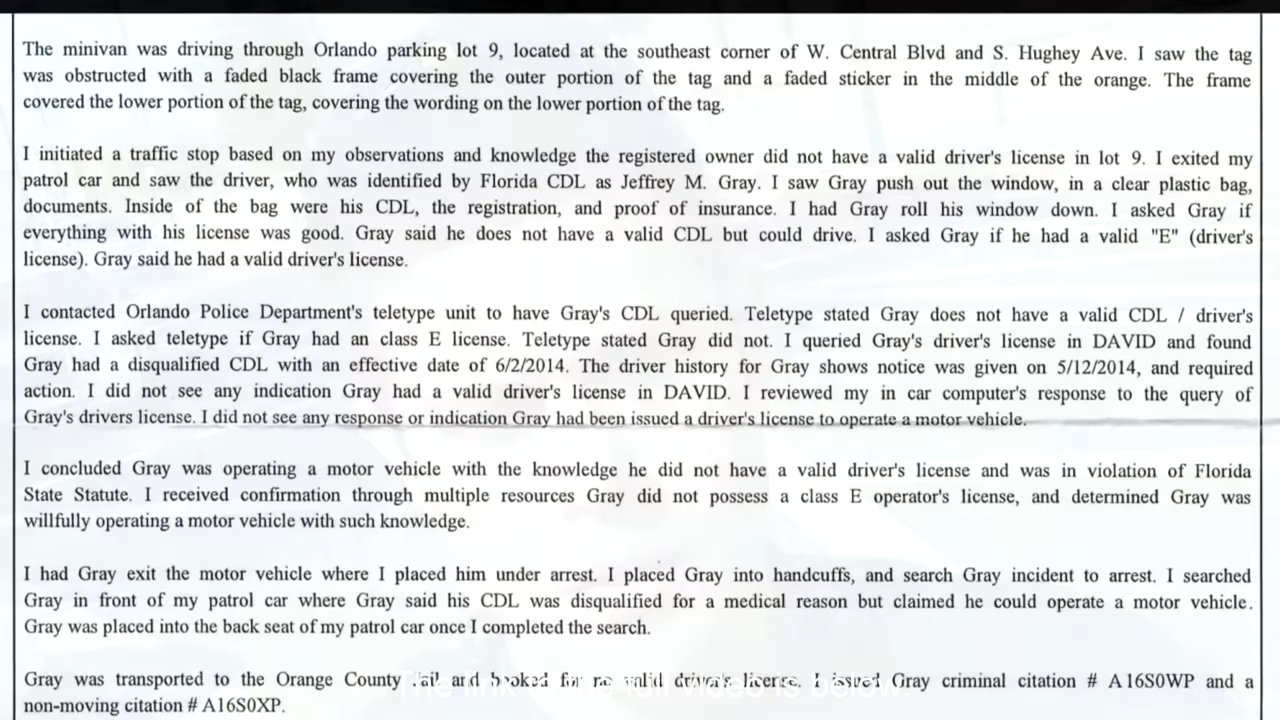 The minivan was driving through Orlando parking lot 9, located at the southeast corner of W. Central Blvd and S. Hughey Ave. I saw the tag
was obstructed with a faded black frame covering the outer portion of the tag and a faded sticker in the middle of the orange. The frame
covered the lower portion of the tag, covering the wording on the lower portion of the tag.
I initiated a traffic stop based on my observations and knowledge the registered owner did not have a valid driver's license in lot 9. I exited my
patrol car and saw the driver, who was identified by Florida CDL as Jeffrey M. Gray. I saw Gray push out the window, in a clear plastic bag,
documents. Inside of the bag were his CDL, the registration, and proof of insurance. I had Gray roll his window down. I asked Gray if
everything with his license was good. Gray said he does not have a valid CDL but could drive. I asked Gray if he had a valid "E" (driver's
license). Gray said he had a valid driver's license.
I contacted Orlando Police Department's teletype unit to have Gray's CDL queried. Teletype stated Gray does not have a valid CDL / driver's
license. I asked teletype if Gray had an class E license. Teletype stated Gray did not. I queried Gray's driver's license in DAVID and found
Gray had a disqualified CDL with an effective date of 6/2/2014. The driver history for Gray shows notice was given on 5/12/2014, and required
action. I did not see any indication Gray had a valid driver's license in DAVID. I reviewed my in car computer's response to the query of
Gray's drivers license. I did not see any response or indication Gray had been issued a driver's license to operate a motor vehicle.
I concluded Gray was operating a motor vehicle with the knowledge he did not have a valid driver's license and was in violation of Florida
State Statute. I received confirmation through multiple resources Gray did not possess a class E operator's license, and determined Gray was
willfully operating a motor vehicle with such knowledge.
I had Gray exit the motor vehicle where I placed him under arrest. I placed Gray into handcuffs, and search Gray incident to arrest. I searched
Gray in front of my patrol car where Gray said his CDL was disqualified for a medical reason but claimed he could operate a motor vehicle.
Gray was placed into the back seat of my patrol car once I completed the search.
Gray was transported to the Orange County Jail and booked for no valid driver's license. I issued Gray criminal citation # A16S0WP and a
The link to the full video is below.
non-moving citation # A16S0XP.